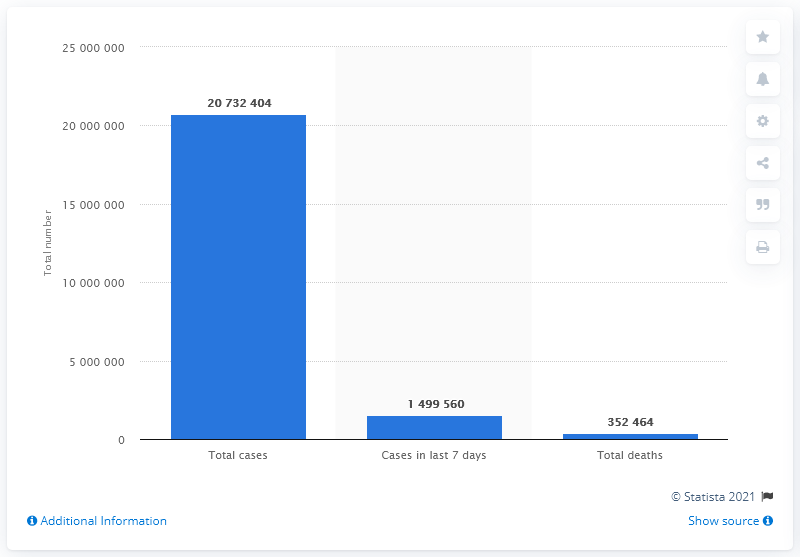 25 000 000
20 732 404
20 000 000
15 000 000
Total number
10 000 000
5 000 000
1 499 560
352 464
0
Total cases Cases in last 7 days Total deaths
© Statista 2021
Additional Information Show source